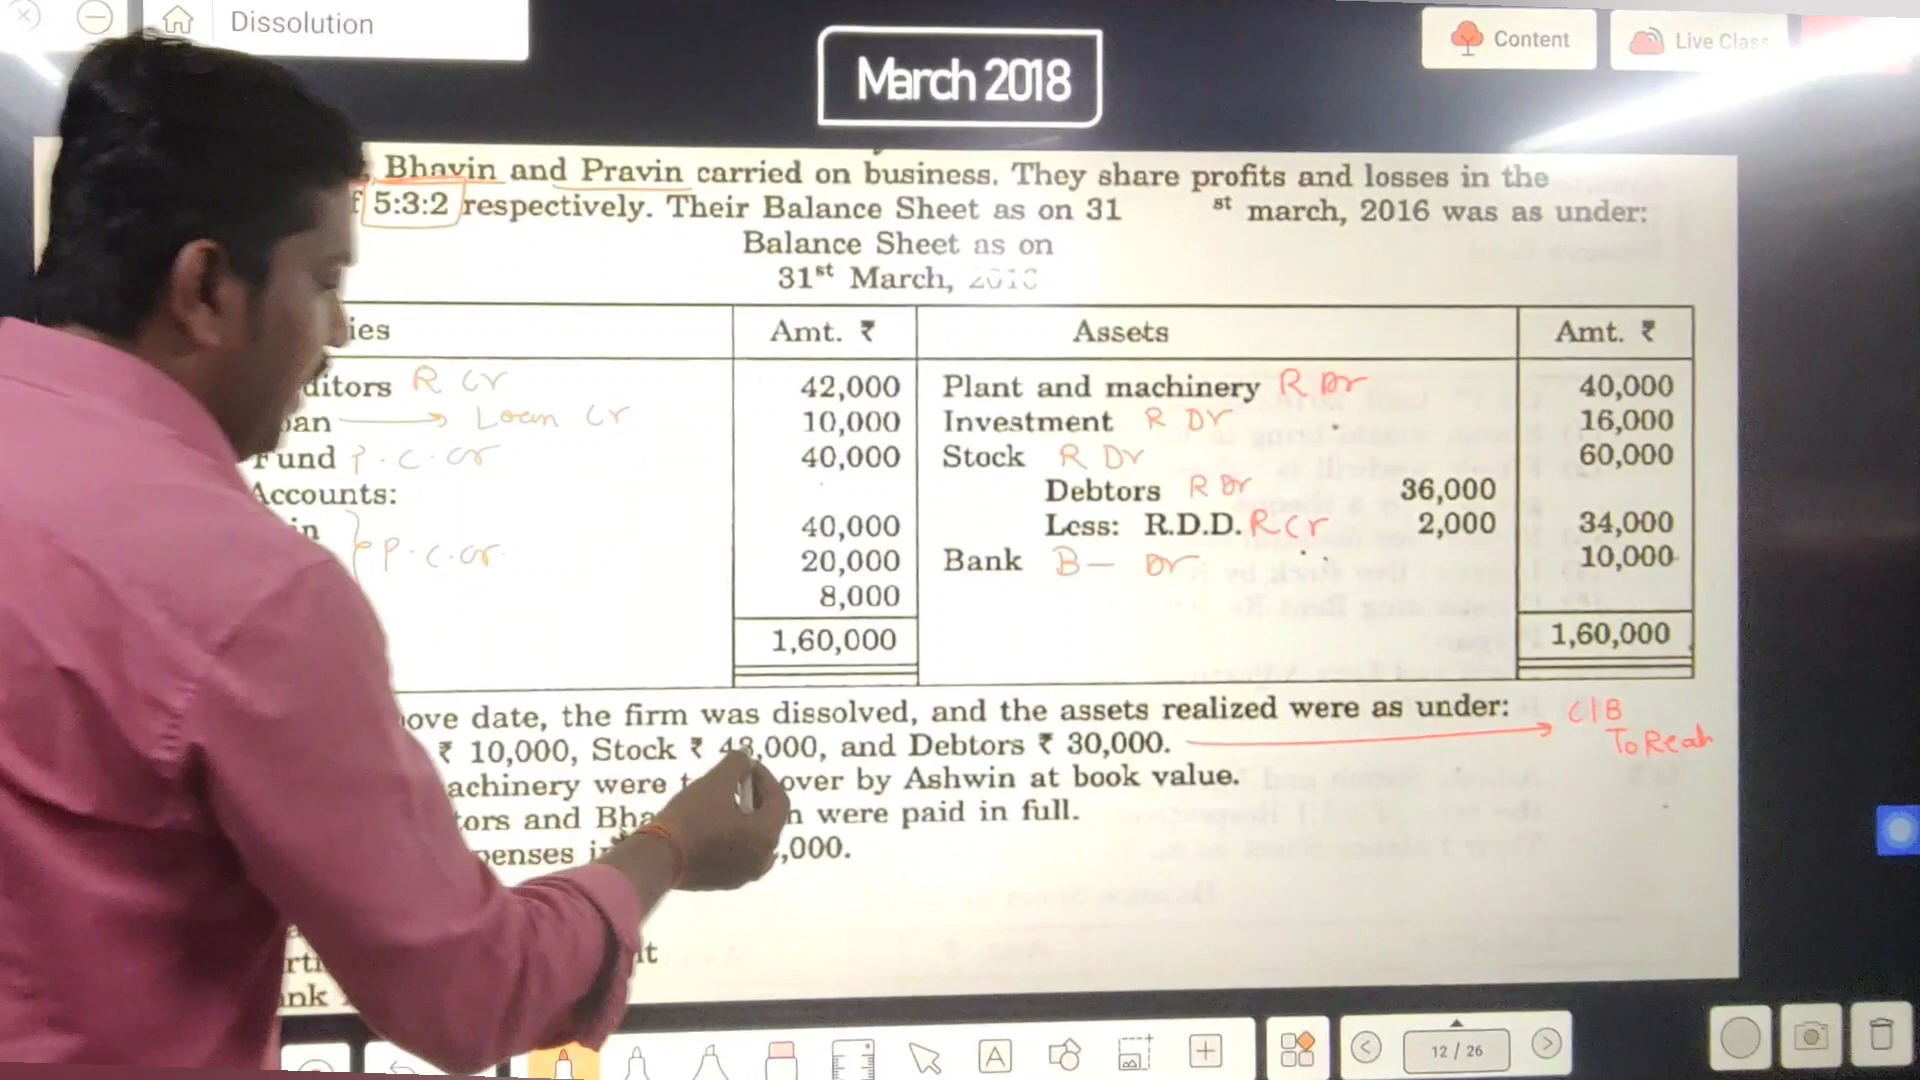 Dissolution
Content
Live Class
March 2018
Bhavin and Pravin carried on business. They share profits and losses in the
5:3:2 respectively. Their Balance Sheet as on 31 st march, 2016 was as under:
Balance Sheet as on
31st March,
ies Amt. ₹ Assets Amt. ₹
ditors R Cr 42,000 Plant and machinery R Dr 40,000
oan → Loan Cr 10,000 Investment R Dr 16,000
Fund P.C.Cr 40,000 Stock R Dr 60,000
Accounts: Debtors R Dr 36,000
in 40,000 Less: R.D.D. R Cr 2,000 34,000
P.C.Cr 20,000 Bank B — Dr 10,000
8,000
1,60,000 1,60,000
ove date, the firm was dissolved, and the assets realized were as under: C/B
₹ 10,000, Stock ₹ 48,000, and Debtors ₹ 30,000. → To Reah
achinery were over by Ashwin at book value.
tors and Bha n were paid in full.
penses i ,000.
nk
12 / 26
A